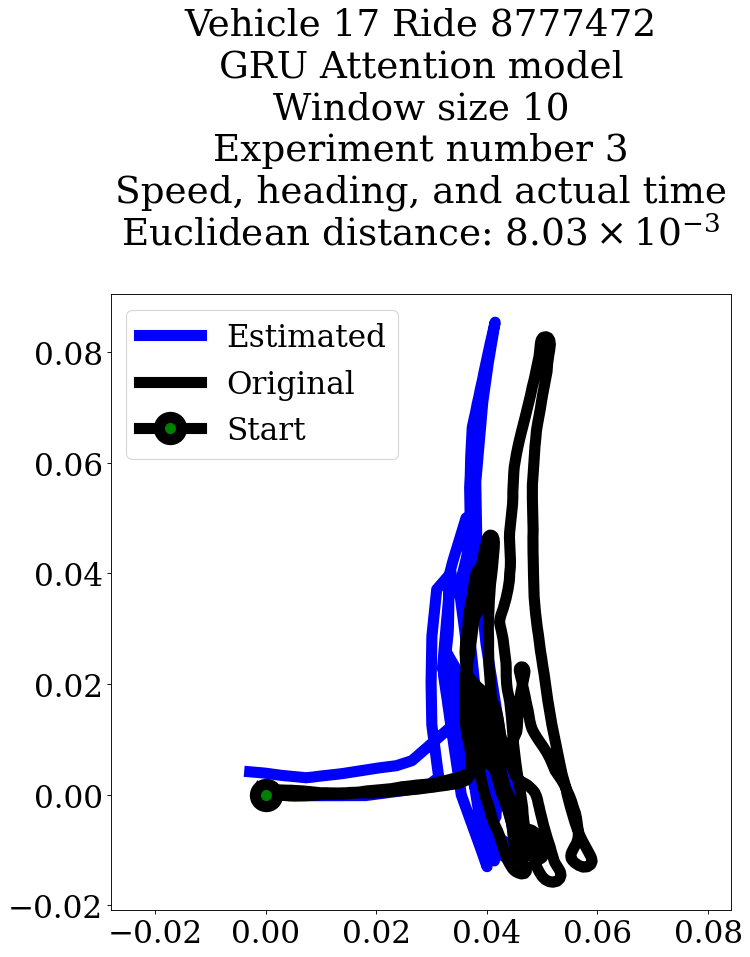 Vehicle 17 Ride 8777472
GRU Attention model
Window size 10
Experiment number 3
Speed, heading, and actual time
Euclidean distance: 8.03 × 10⁻³
Estimated
Original
Start
0.08
0.06
0.04
0.02
0.00
−0.02
−0.02 0.00 0.02 0.04 0.06 0.08